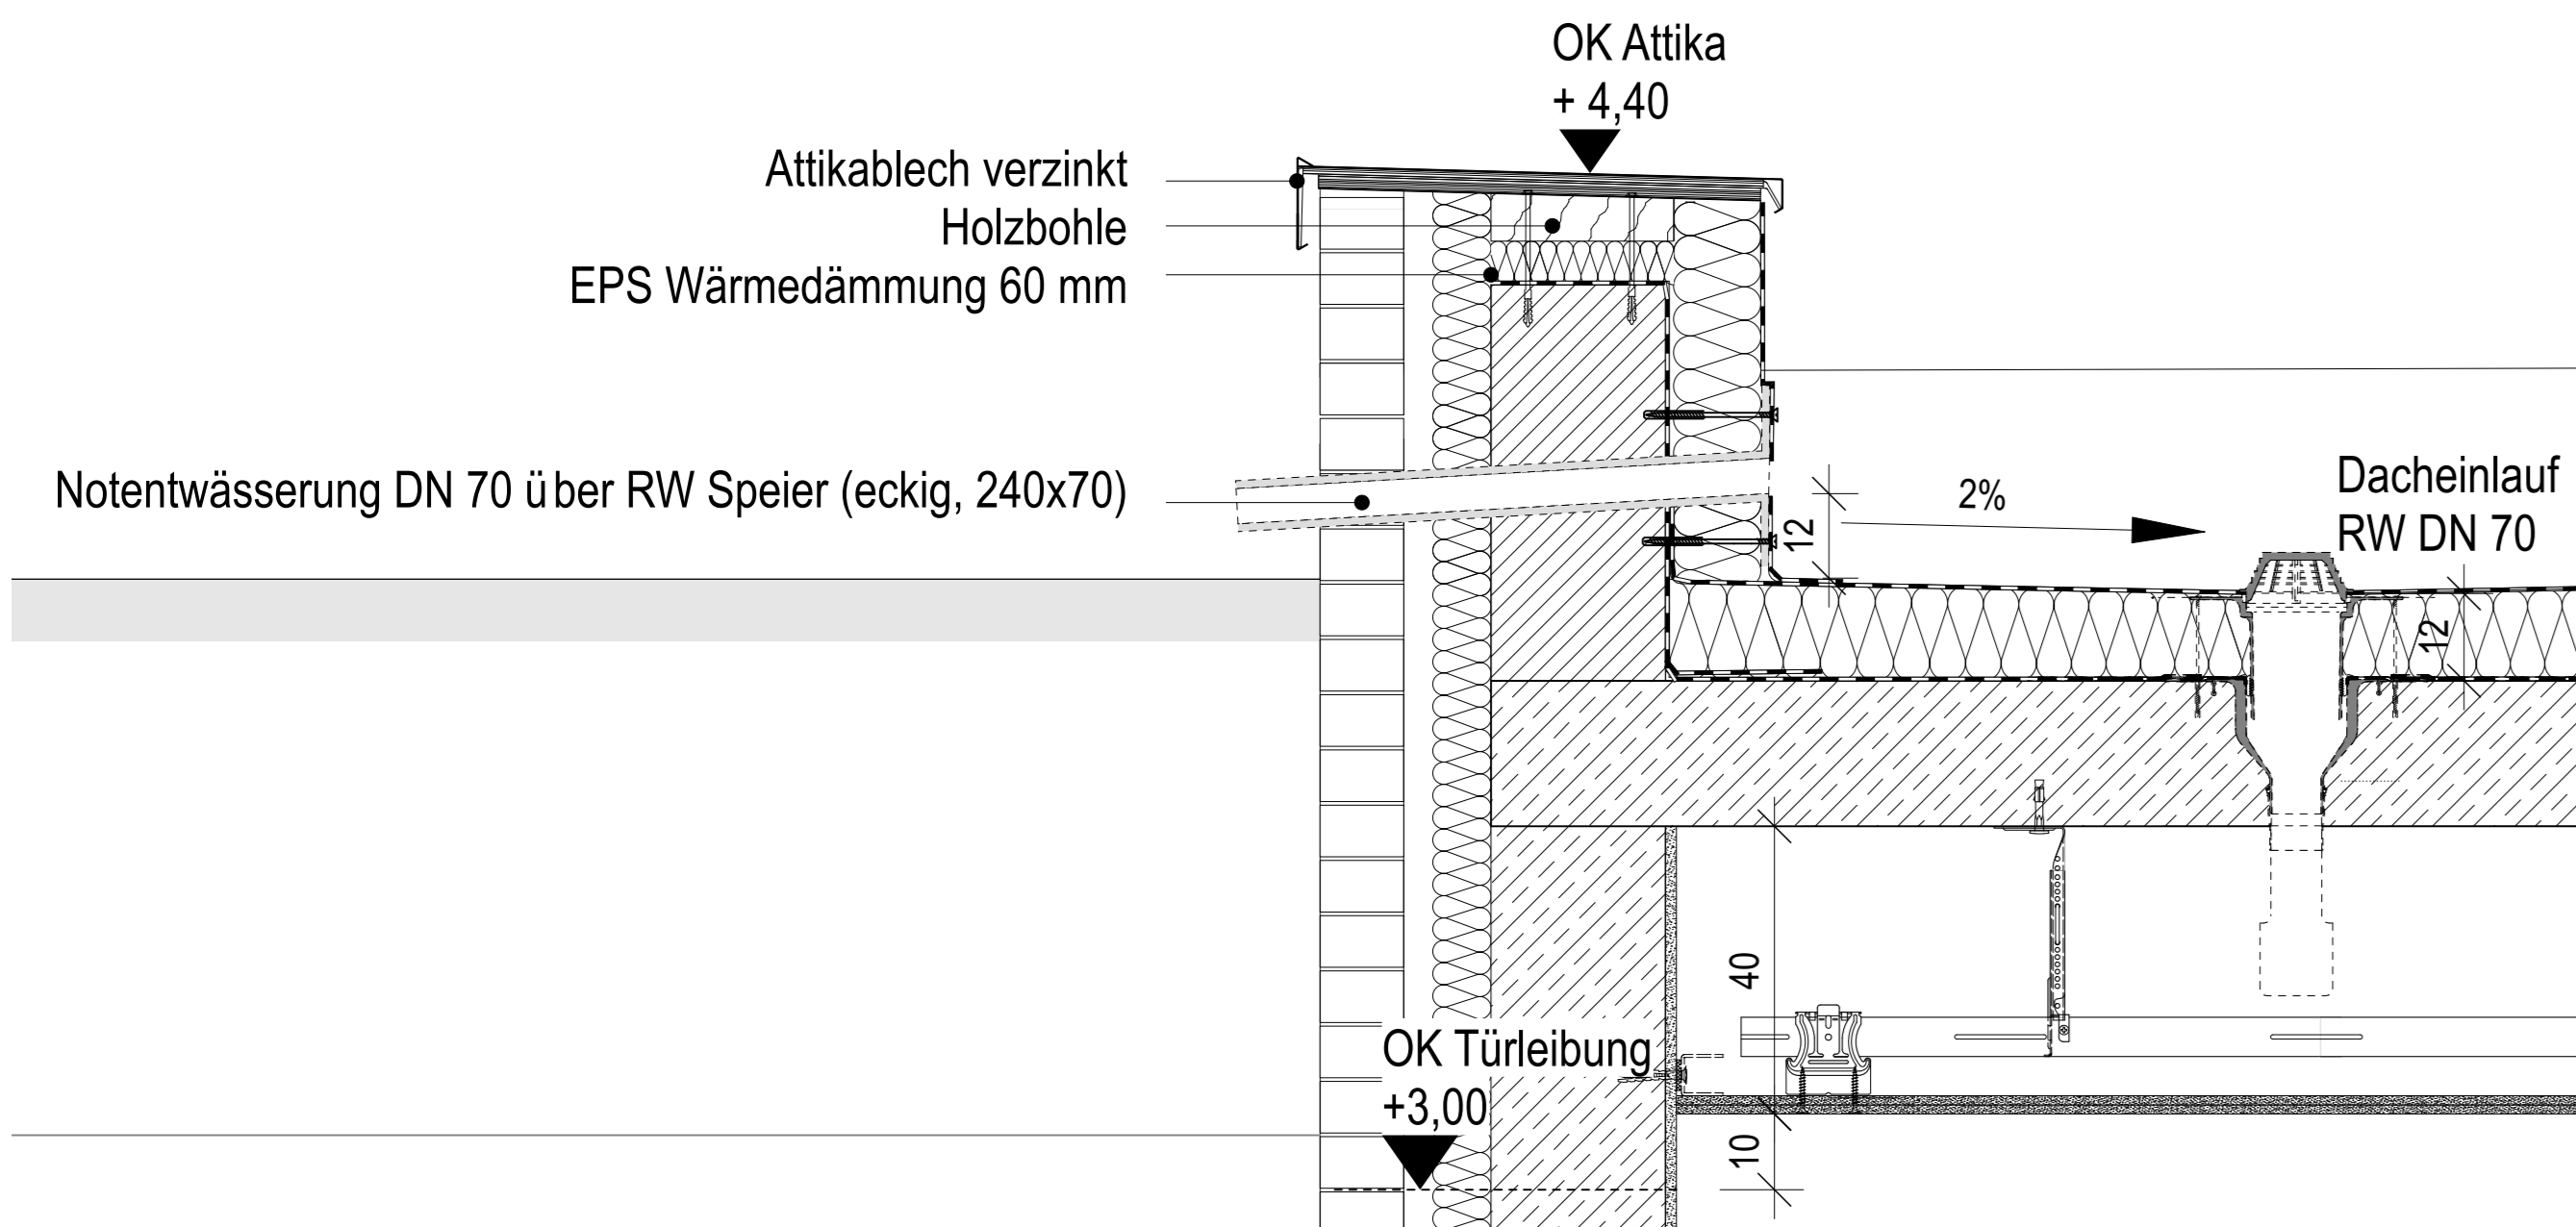 OK Attika
+ 4,40
Attikablech verzinkt
Holzbohle
EPS Wärmedämmung 60 mm
Notentwässerung DN 70 über RW Speier (eckig, 240x70)
12
2%
Dacheinlauf
RW DN 70
12
40
OK Türleibung
+3,00
10